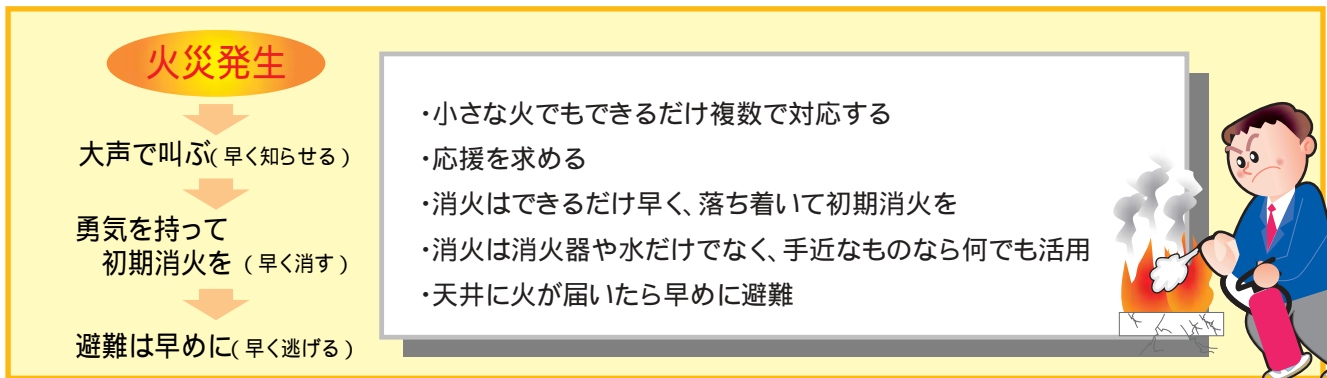 火災発生
大声で叫ぶ(早く知らせる)
勇気を持って
初期消火を(早く消す)
避難は早めに(早く逃げる)
・小さな火でもできるだけ複数で対応する
・応援を求める
・消火はできるだけ早く、落ち着いて初期消火を
・消火は消火器や水だけでなく、手近なものなら何でも活用
・天井に火が届いたら早めに避難